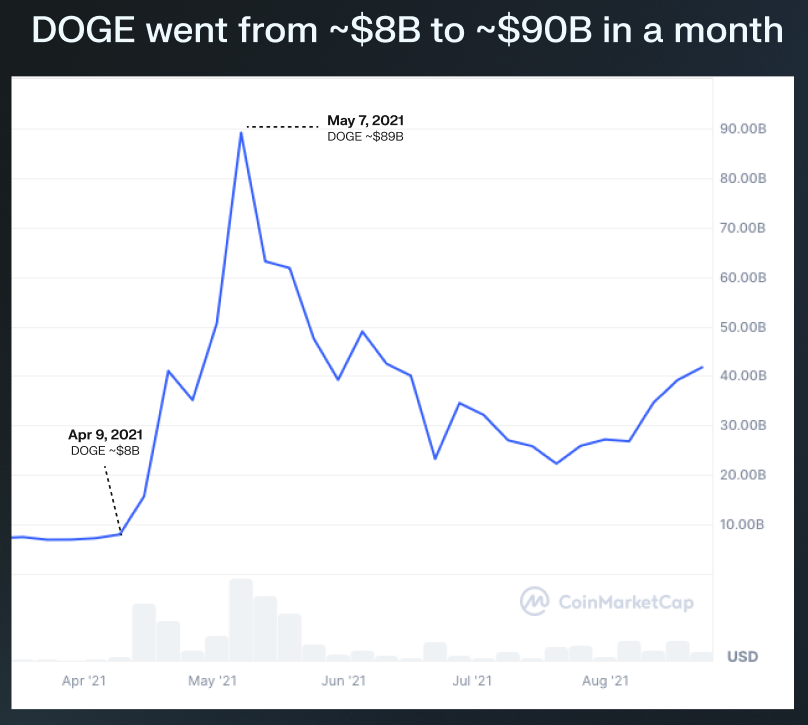 DOGE went from ~$8B to ~$90B in a month
May 7, 2021
DOGE ~$89B
90.00B
80.00B
70.00B
60.00B
50.00B
40.00B
Apr 9, 2021
DOGE ~$8B
30.00B
20.00B
10.00B
CoinMarketCap
USD
Apr '21
May '21
Jun '21
Jul '21
Aug '21